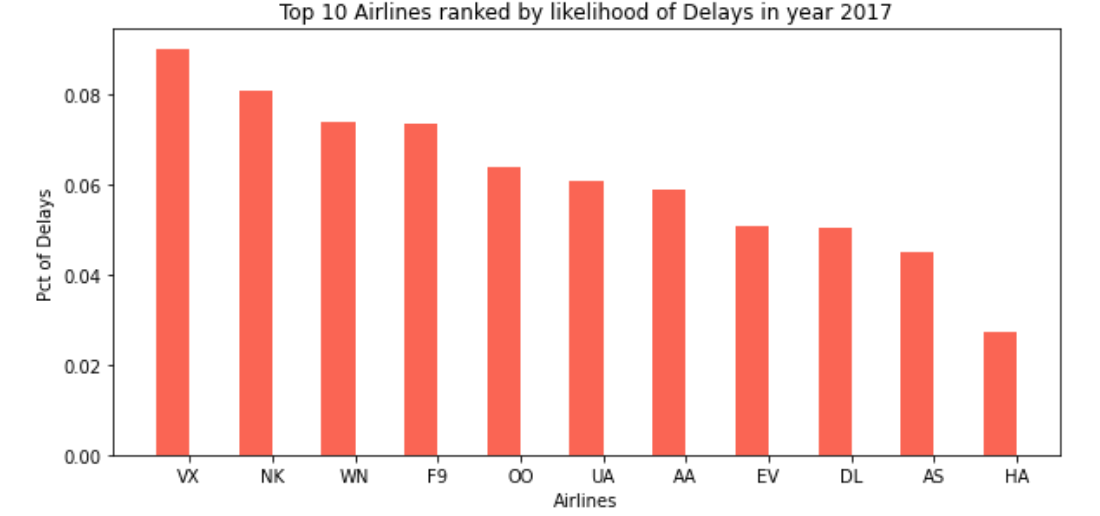 Top 10 Airlines ranked by likelihood of Delays in year 2017
Pct of Delays
0.08
0.06
0.04
0.02
0.00
VX NK WN F9 OO UA AA EV DL AS HA
Airlines